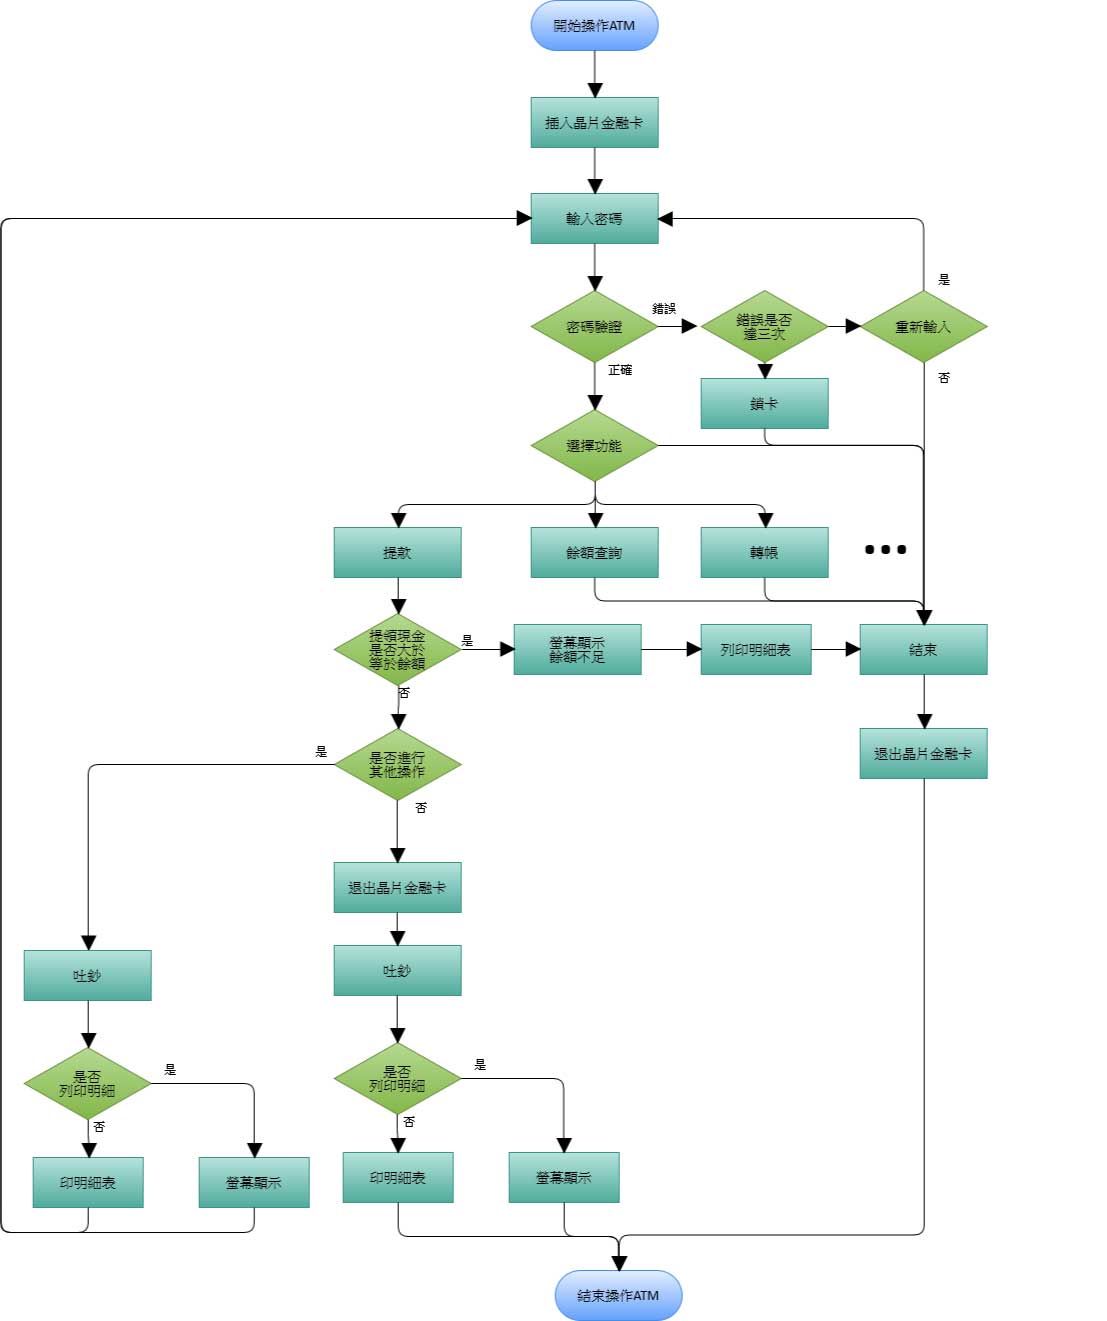 開始操作ATM
插入晶片金融卡
輸入密碼
是
錯誤
密碼驗證
錯誤是否
達三次
重新輸入
正確
否
鎖卡
選擇功能
提款
餘額查詢
轉帳
•••
提領現金
是否大於
等於餘額
是
螢幕顯示
餘額不足
列印明細表
结束
否
是
是否進行
其他操作
退出晶片金融卡
否
退出晶片金融卡
吐鈔
吐鈔
是否
列印明細
是
是否
列印明細
是
否
否
印明細表
螢幕顯示
印明細表
螢幕顯示
结束操作ATM